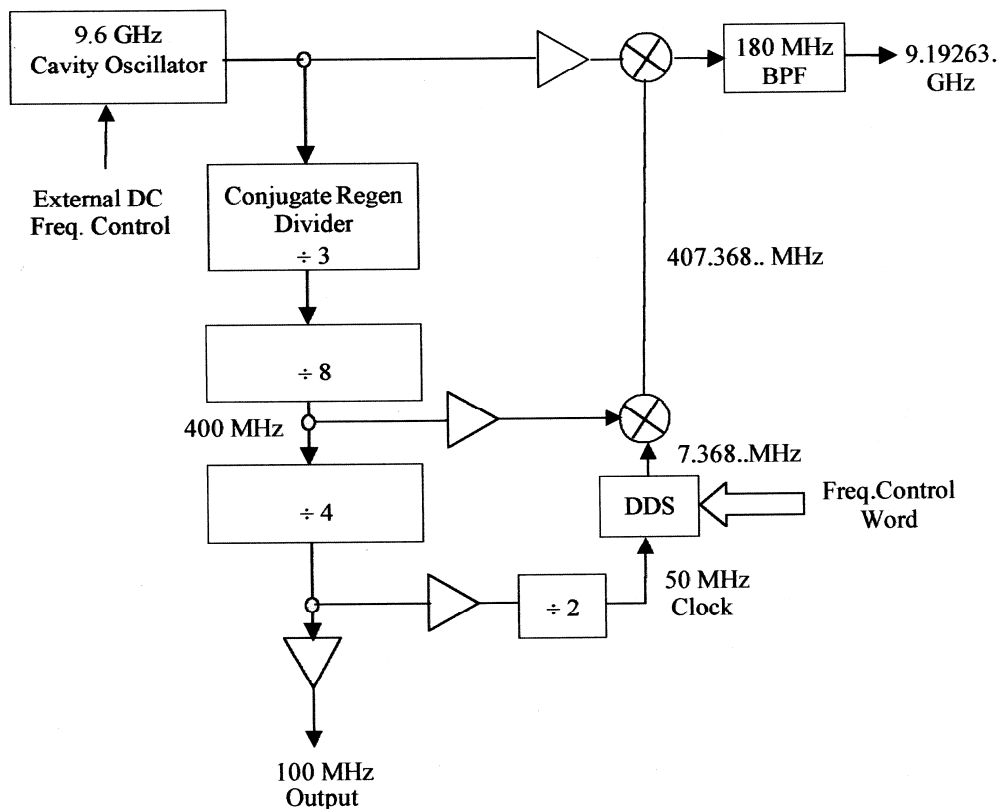 9.6 GHz
Cavity Oscillator
180 MHz
BPF
9.19263.
GHz
External DC
Freq. Control
Conjugate Regen
Divider
÷ 3
407.368.. MHz
÷ 8
400 MHz
7.368..MHz
÷ 4
DDS
Freq.Control
Word
50 MHz
Clock
÷ 2
100 MHz
Output